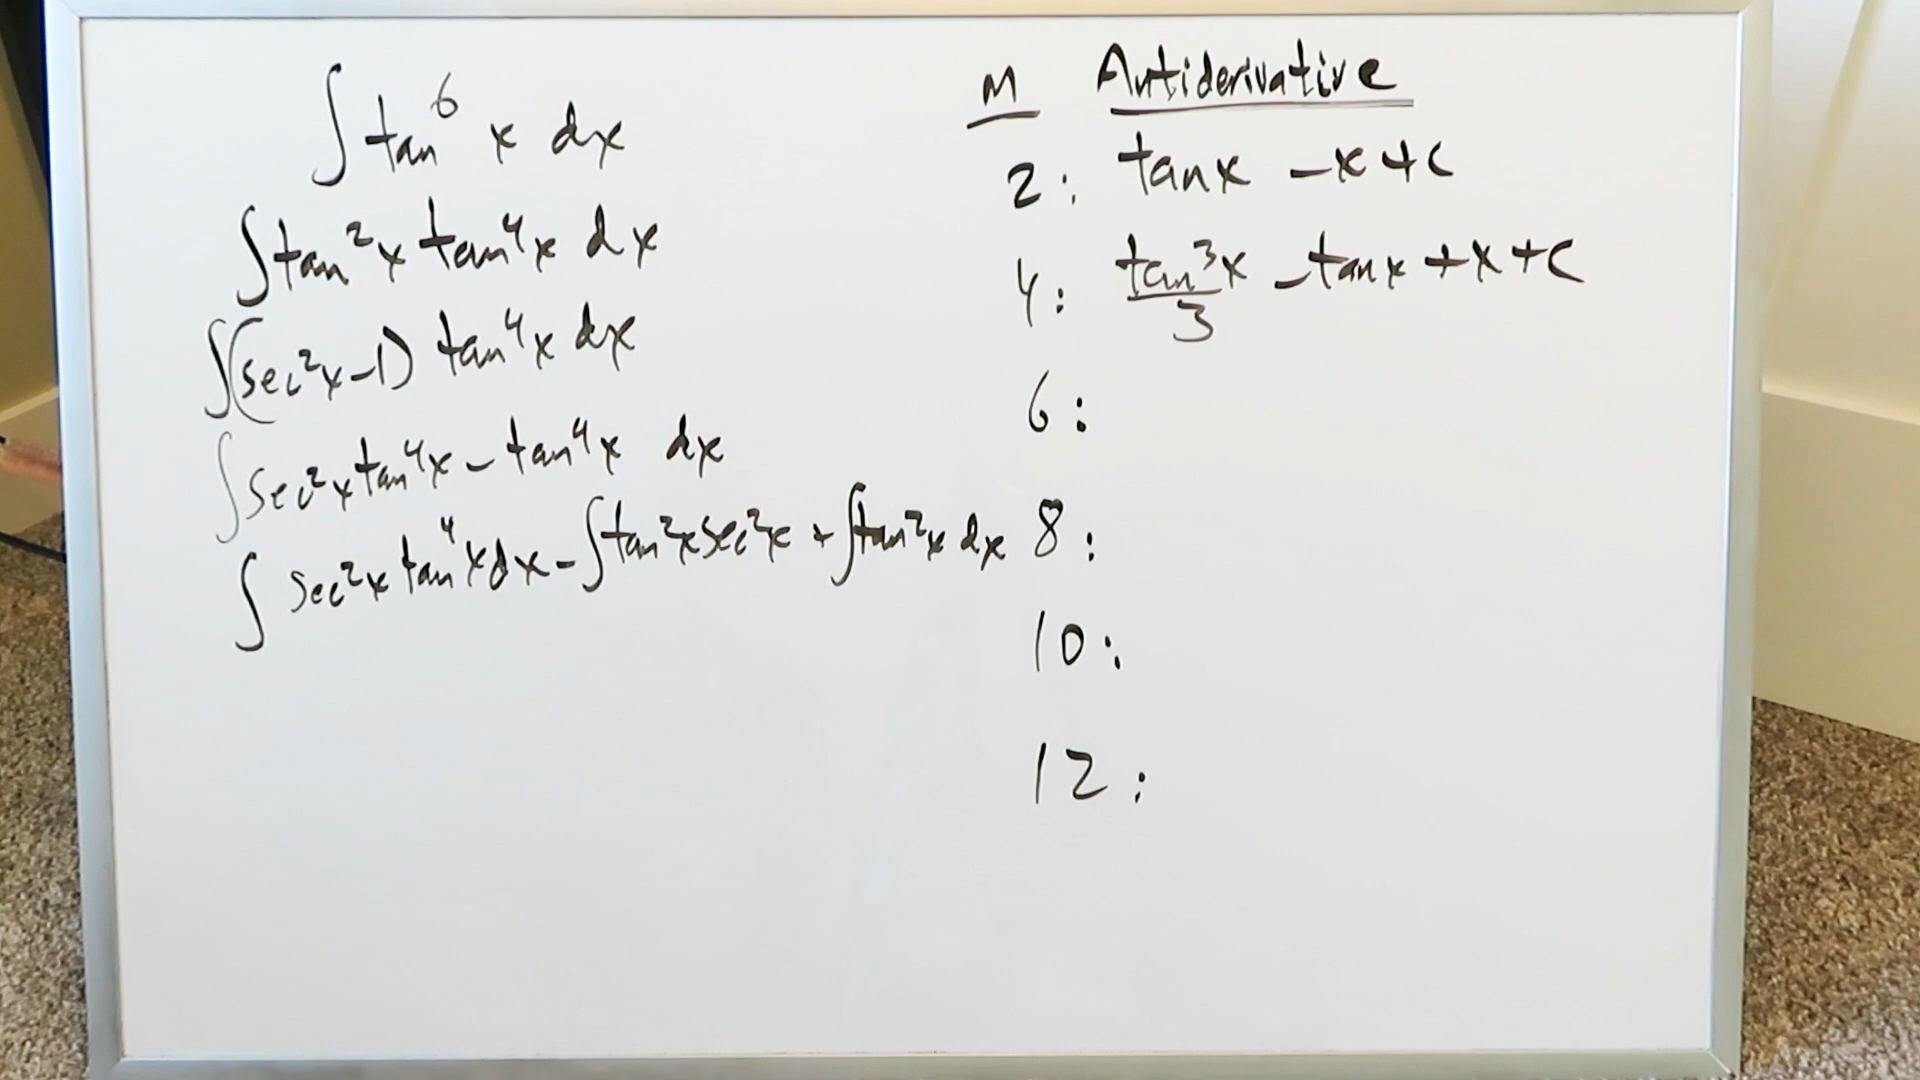 ∫ tan⁶ x dx
∫ tan²x tan⁴x dx
∫(sec²x-1) tan⁴x dx
∫ sec²x tan⁴x - tan⁴x dx
∫ sec²x tan⁴x dx - ∫tan²x sec²x + ∫tan²x dx
M Antiderivative
2: tanx - x + c
4: tan³x/3 - tanx + x + c
6:
8:
10:
12: